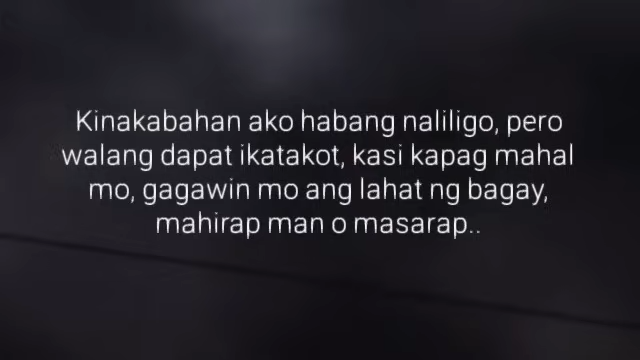 Kinakabahan ako habang naliligo, pero
walang dapat ikatakot, kasi kapag mahal
mo, gagawin mo ang lahat ng bagay,
mahirap man o masarap..